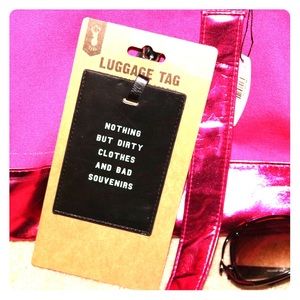 LUGGAGE TAG
NOTHING
BUT DIRTY
CLOTHES
AND BAD
SOUVENIRS